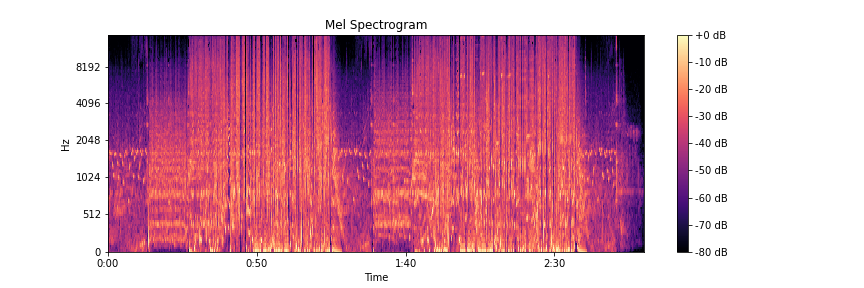 Mel Spectrogram
+0 dB
-10 dB
-20 dB
-30 dB
-40 dB
-50 dB
-60 dB
-70 dB
-80 dB
8192
4096
2048
1024
512
0
Hz
0:00
0:50
1:40
2:30
Time